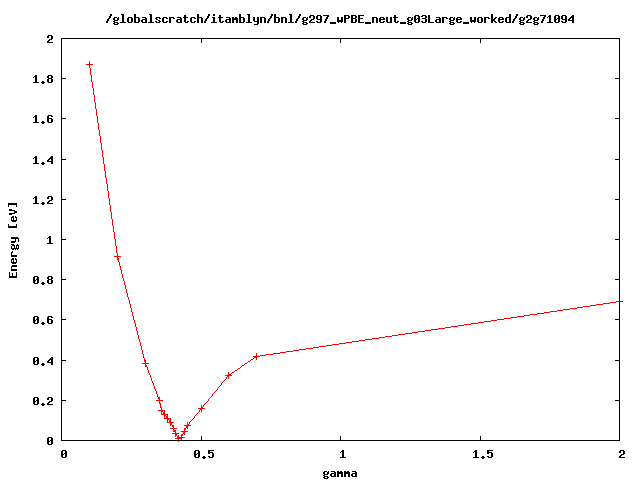 /globalscratch/itamblyn/bnl/g297_wPBE_neut_g03Large_worked/g2g71094
2
1.8
1.6
1.4
1.2
1
0.8
0.6
0.4
0.2
0
Energy [eV]
0 0.5 1 1.5 2
gamma